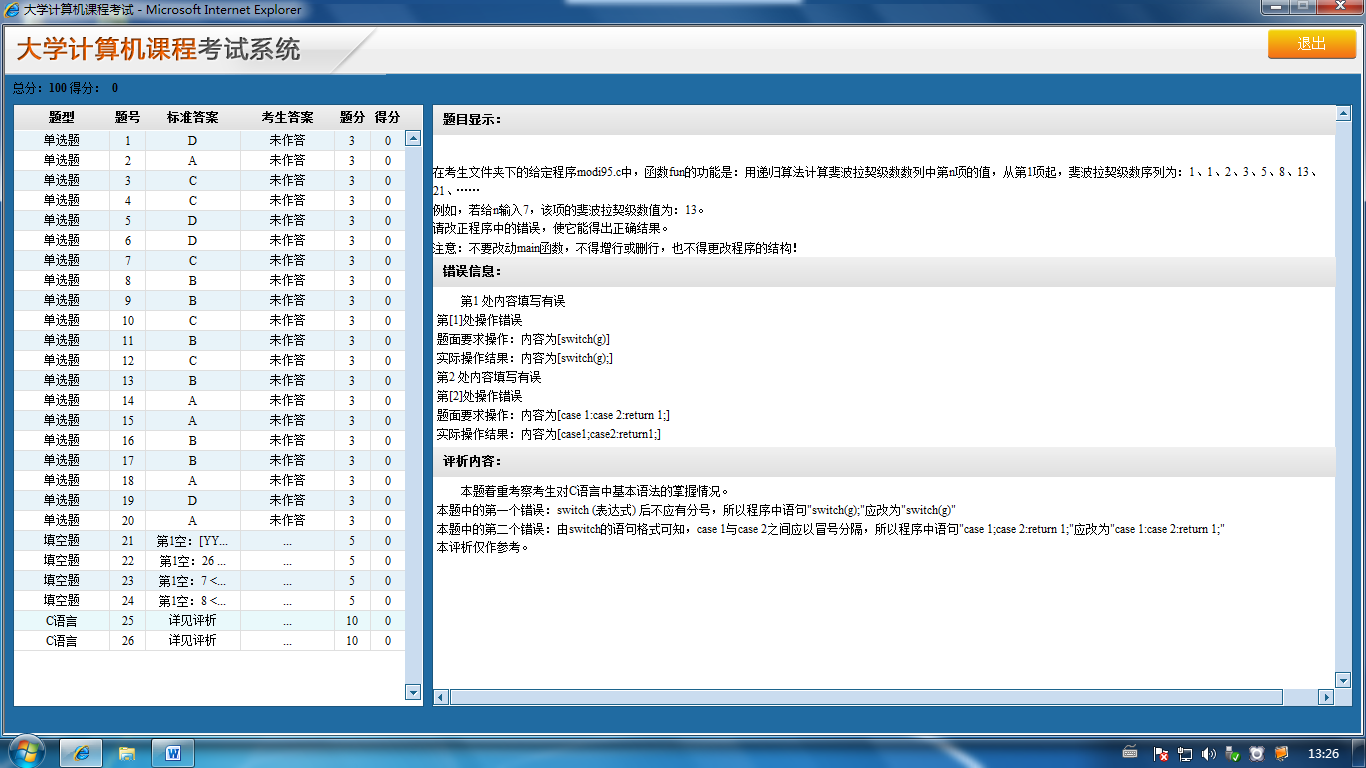 大学计算机课程考试 - Microsoft Internet Explorer
大学计算机课程考试系统
退出
总分：100 得分： 0
题型 题号 标准答案 考生答案 题分 得分
单选题 1 D 未作答 3 0
单选题 2 A 未作答 3 0
单选题 3 C 未作答 3 0
单选题 4 C 未作答 3 0
单选题 5 D 未作答 3 0
单选题 6 D 未作答 3 0
单选题 7 C 未作答 3 0
单选题 8 B 未作答 3 0
单选题 9 B 未作答 3 0
单选题 10 C 未作答 3 0
单选题 11 B 未作答 3 0
单选题 12 C 未作答 3 0
单选题 13 B 未作答 3 0
单选题 14 A 未作答 3 0
单选题 15 A 未作答 3 0
单选题 16 B 未作答 3 0
单选题 17 B 未作答 3 0
单选题 18 A 未作答 3 0
单选题 19 D 未作答 3 0
单选题 20 A 未作答 3 0
填空题 21 第1空：[YY... ... 5 0
填空题 22 第1空：26 ... ... 5 0
填空题 23 第1空：7 <... ... 5 0
填空题 24 第1空：8 <... ... 5 0
C语言 25 详见评析 ... 10 0
C语言 26 详见评析 ... 10 0
题目显示：
在考生文件夹下的给定程序modi95.c中，函数fun的功能是：用递归算法计算斐波拉契级数数列中第n项的值，从第1项起，斐波拉契级数序列为：1、1、2、3、5、8、13、
21、……
例如，若给n输入7，该项的斐波拉契级数值为：13。
请改正程序中的错误，使它能得出正确结果。
注意：不要改动main函数，不得增行或删行，也不得更改程序的结构！
错误信息：
第1 处内容填写有误
第[1]处操作错误
题面要求操作：内容为[switch(g)]
实际操作结果：内容为[switch(g);]
第2 处内容填写有误
第[2]处操作错误
题面要求操作：内容为[case 1:case 2:return 1;]
实际操作结果：内容为[case1;case2:return1;]
评析内容：
本题着重考察考生对C语言中基本语法的掌握情况。
本题中的第一个错误：switch (表达式) 后不应有分号，所以程序中语句"switch(g);"应改为"switch(g)"
本题中的第二个错误：由switch的语句格式可知，case 1与case 2之间应以冒号分隔，所以程序中语句"case 1;case 2:return 1;"应改为"case 1:case 2:return 1;"
本评析仅作参考。
13:26